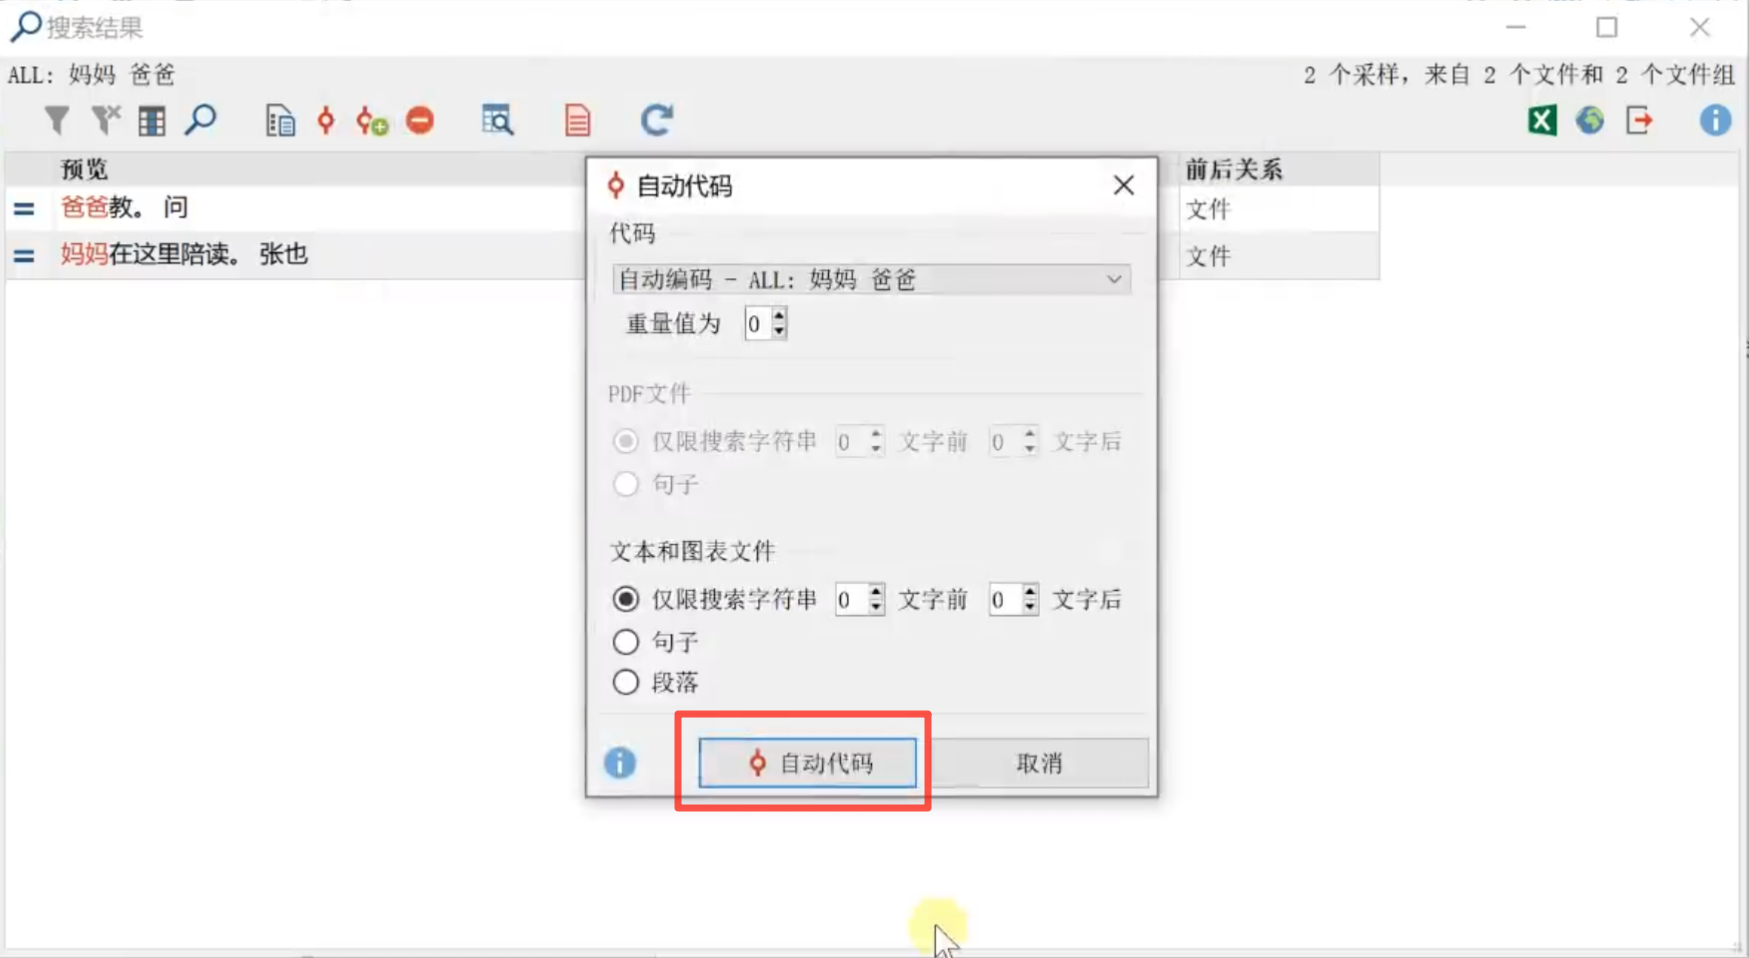 搜索结果
ALL: 妈妈 爸爸
2 个采样，来自 2 个文件和 2 个文件组
预览
前后关系
爸爸教。 问
文件
妈妈在这里陪读。 张也
文件
自动代码
代码
自动编码 - ALL: 妈妈 爸爸
重量值为 0
PDF文件
仅限搜索字符串 0 文字前 0 文字后
句子
文本和图表文件
仅限搜索字符串 0 文字前 0 文字后
句子
段落
自动代码 取消